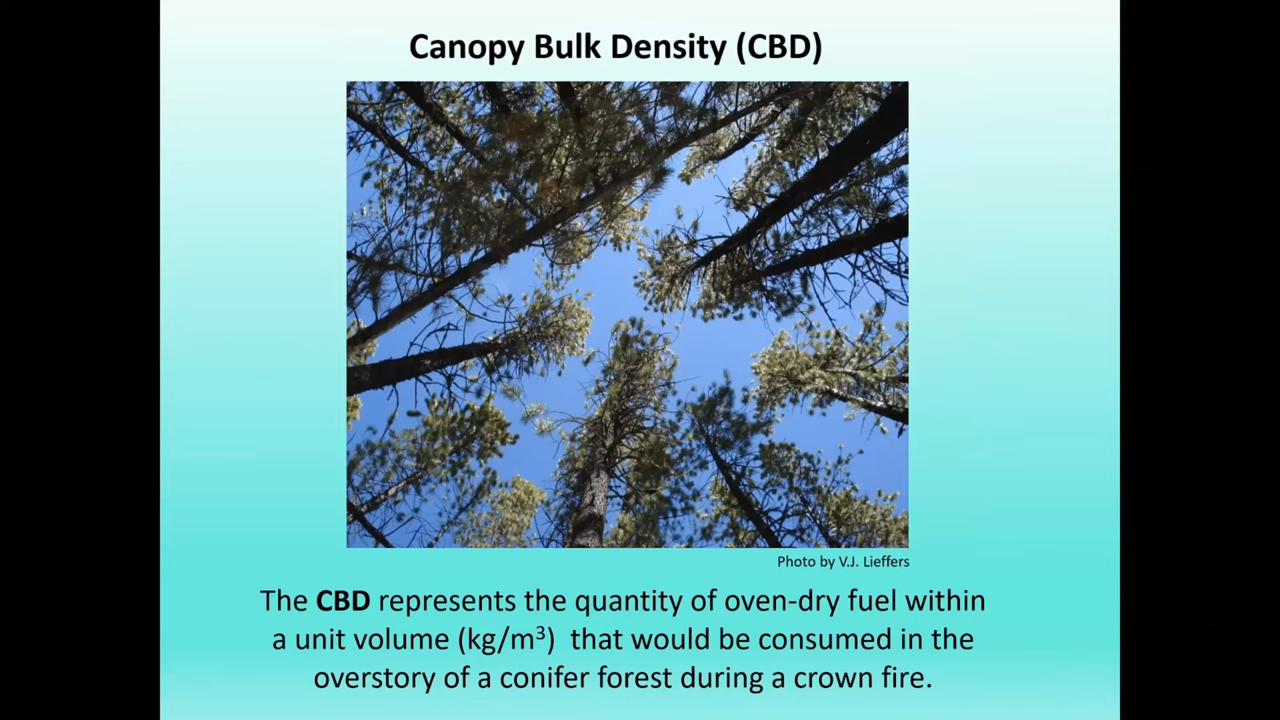 Canopy Bulk Density (CBD)
Photo by V.J. Lieffers
The CBD represents the quantity of oven-dry fuel within
a unit volume (kg/m³) that would be consumed in the
overstory of a conifer forest during a crown fire.